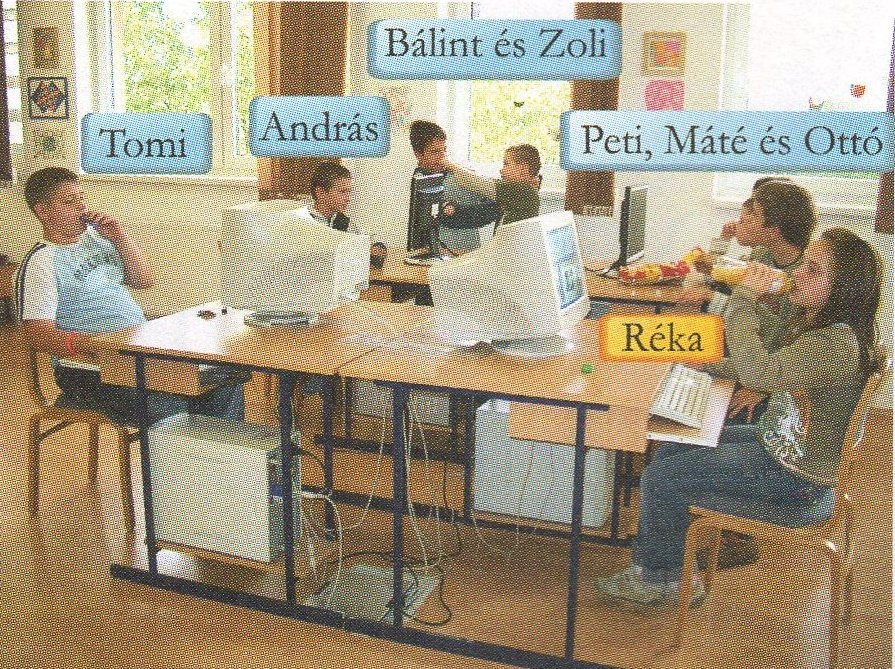 Bálint és Zoli
Tomi
András
Peti, Máté és Ottó
Réka